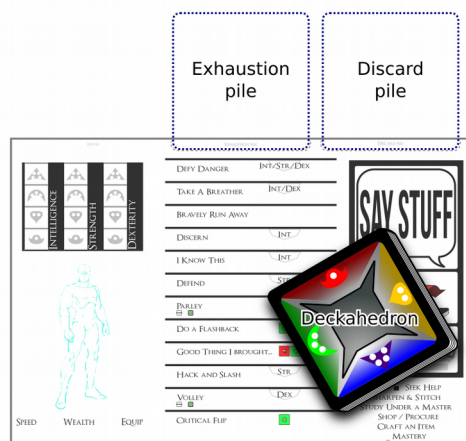 Exhaustion
pile
Discard
pile
INTELLIGENCE
STRENGTH
DEXTERITY
DEFY DANGER INT/STR/DEX
TAKE A BREATHER INT/DEX
BRAVELY RUN AWAY
DISCERN INT
I KNOW THIS INT
DEFEND STR
PARLEY
DO A FLASHBACK
GOOD THING I BROUGHT...
HACK AND SLASH STR
VOLLEY DEX
CRITICAL FLIP
SAY STUFF
Deckahedron
SEEK HELP
SHARPEN & STITCH
STUDY UNDER A MASTER
SHOP / PROCURE
CRAFT AN ITEM
MASTERY
SPEED WEALTH EQUIP